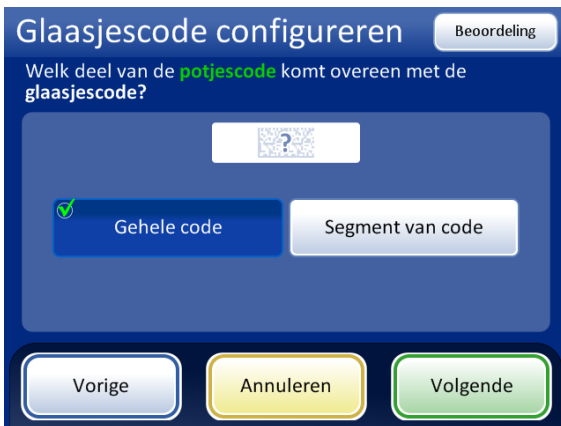 Glaasjescode configureren
Beoordeling
Welk deel van de potjescode komt overeen met de
glaasjescode?
?
Gehele code
Segment van code
Vorige
Annuleren
Volgende